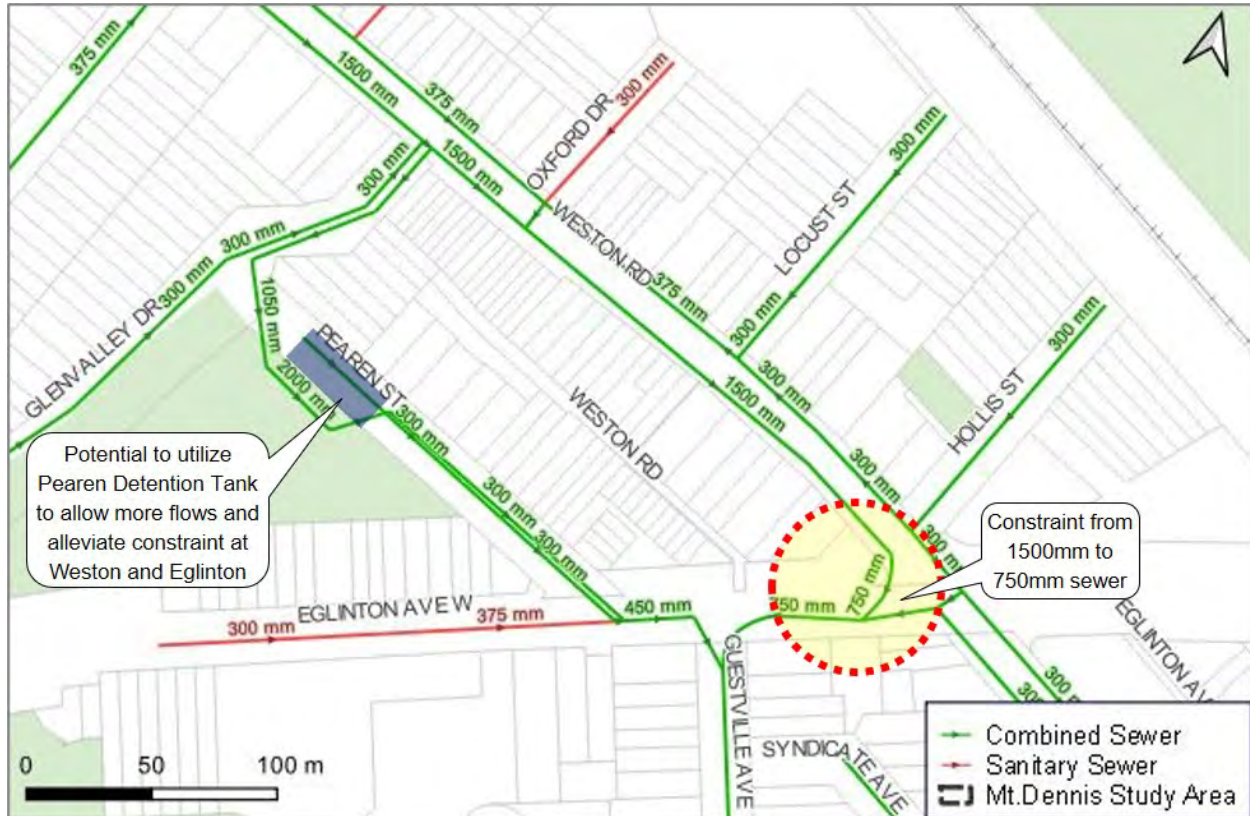 375 mm
1500 mm
375 mm
300 mm
OXFORD DR
300 mm
300 mm
1500 mm
LOCUST ST
300 mm
WESTON RD
300 mm
375 mm
300 mm
GLENVALLEY DR
1050 mm
PEAREN ST
2000 mm
300 mm
300 mm
1500 mm
HOLLIS ST
WESTON RD
300 mm
Potential to utilize
Pearen Detention Tank
to allow more flows and
alleviate constraint at
Weston and Eglinton
300 mm
300 mm
300 mm
Constraint from
1500mm to
750mm sewer
750 mm
750 mm
EGLINTON AVE W
300 mm
375 mm
450 mm
GUESTVILLE AVE
EGLINTON AV
300
300 mm
SYNDICATE AVE
0 50 100 m
Combined Sewer
Sanitary Sewer
Mt.Dennis Study Area